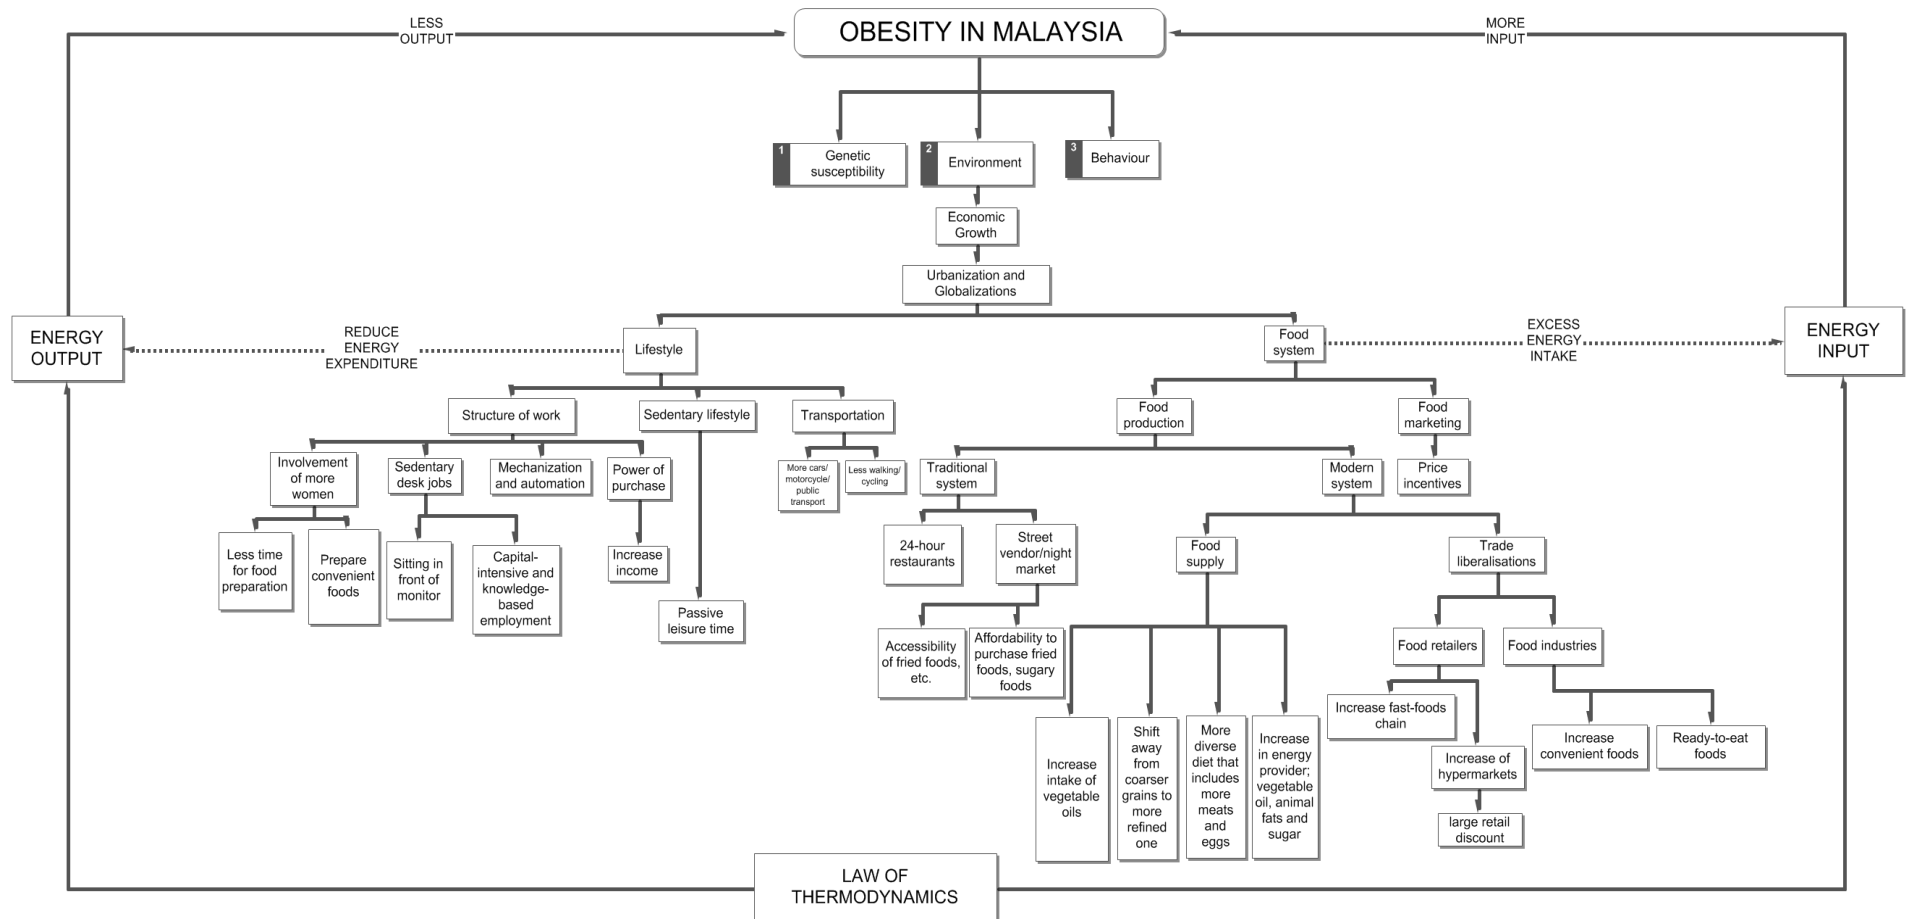 LESS
OUTPUT
OBESITY IN MALAYSIA
MORE
INPUT
1
Genetic
susceptibility
2
Environment
3
Behaviour
Economic
Growth
Urbanization and
Globalizations
ENERGY
OUTPUT
REDUCE
ENERGY
EXPENDITURE
Lifestyle
Food
system
EXCESS
ENERGY
INTAKE
ENERGY
INPUT
Structure of work
Sedentary lifestyle
Transportation
Food
production
Food
marketing
Involvement
of more
women
Sedentary
desk jobs
Mechanization
and automation
Power of
purchase
More cars/
motorcycle/
public
transport
Less walking/
cycling
Traditional
system
Modern
system
Price
incentives
Less time
for food
preparation
Prepare
convenient
foods
Sitting in
front of
monitor
Capital-
intensive and
knowledge-
based
employment
Increase
income
Passive
leisure time
24-hour
restaurants
Street
vendor/night
market
Food
supply
Trade
liberalisations
Accessibility
of fried foods,
etc.
Affordability to
purchase fried
foods, sugary
foods
Food retailers
Food industries
Increase
intake of
vegetable
oils
Shift
away
from
coarser
grains to
more
refined
one
More
diverse
diet that
includes
more
meats
and
eggs
Increase
in energy
provider;
vegetable
oil, animal
fats and
sugar
Increase fast-foods
chain
Increase of
hypermarkets
large retail
discount
Increase
convenient foods
Ready-to-eat
foods
LAW OF
THERMODYNAMICS